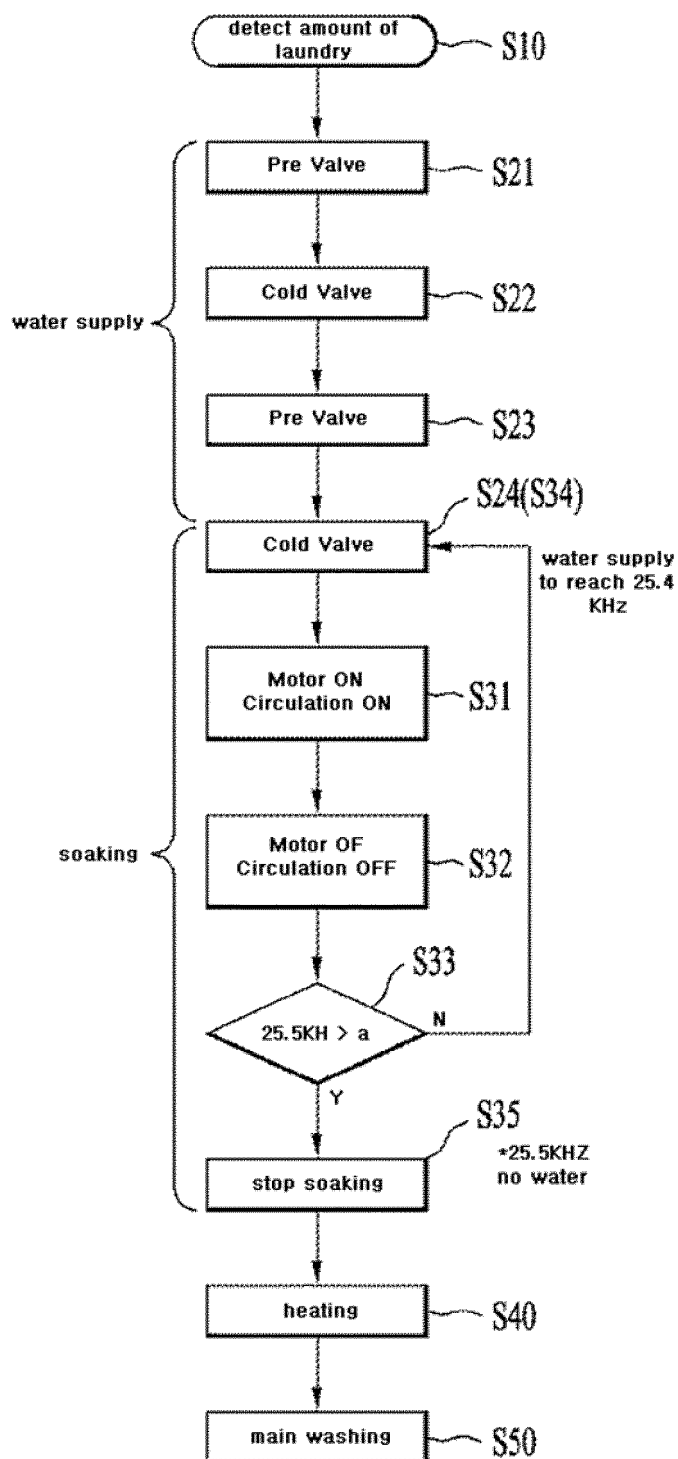 detect amount of
laundry
S10
Pre Valve
S21
Cold Valve
S22
water supply
Pre Valve
S23
S24(S34)
Cold Valve
water supply
to reach 25.4
KHz
Motor ON
Circulation ON
S31
soaking
Motor OF
Circulation OFF
S32
S33
25.5KH > a
N
Y
S35
*25.5KHZ
no water
stop soaking
heating
S40
main washing
S50